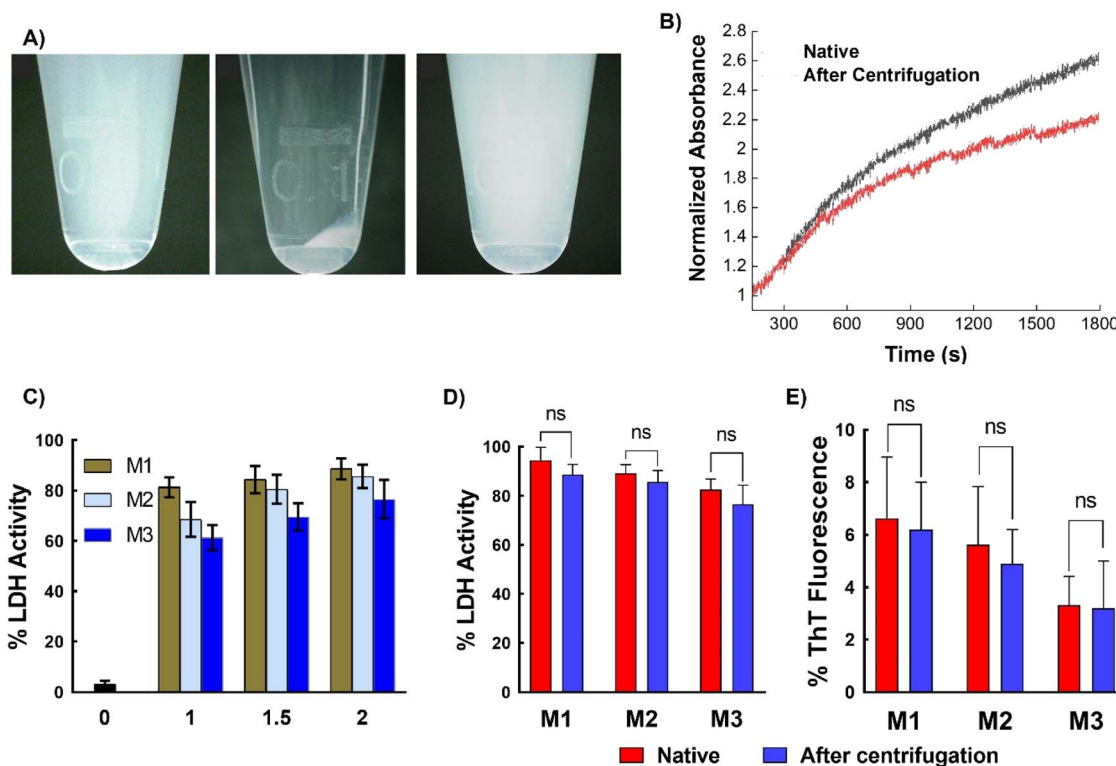 A)
0
0.1
0
B)
Normalized Absorbance
2.8
2.6
2.4
2.2
2
1.8
1.6
1.4
1.2
1
Native
After Centrifugation
300 600 900 1200 1500 1800
Time (s)
C)
% LDH Activity
100
80
60
40
20
0
M1
M2
M3
0 1 1.5 2
D)
% LDH Activity
100
80
60
40
20
0
ns ns ns
M1 M2 M3
E)
% ThT Fluorescence
10
8
6
4
2
0
ns ns ns
M1 M2 M3
Native After centrifugation